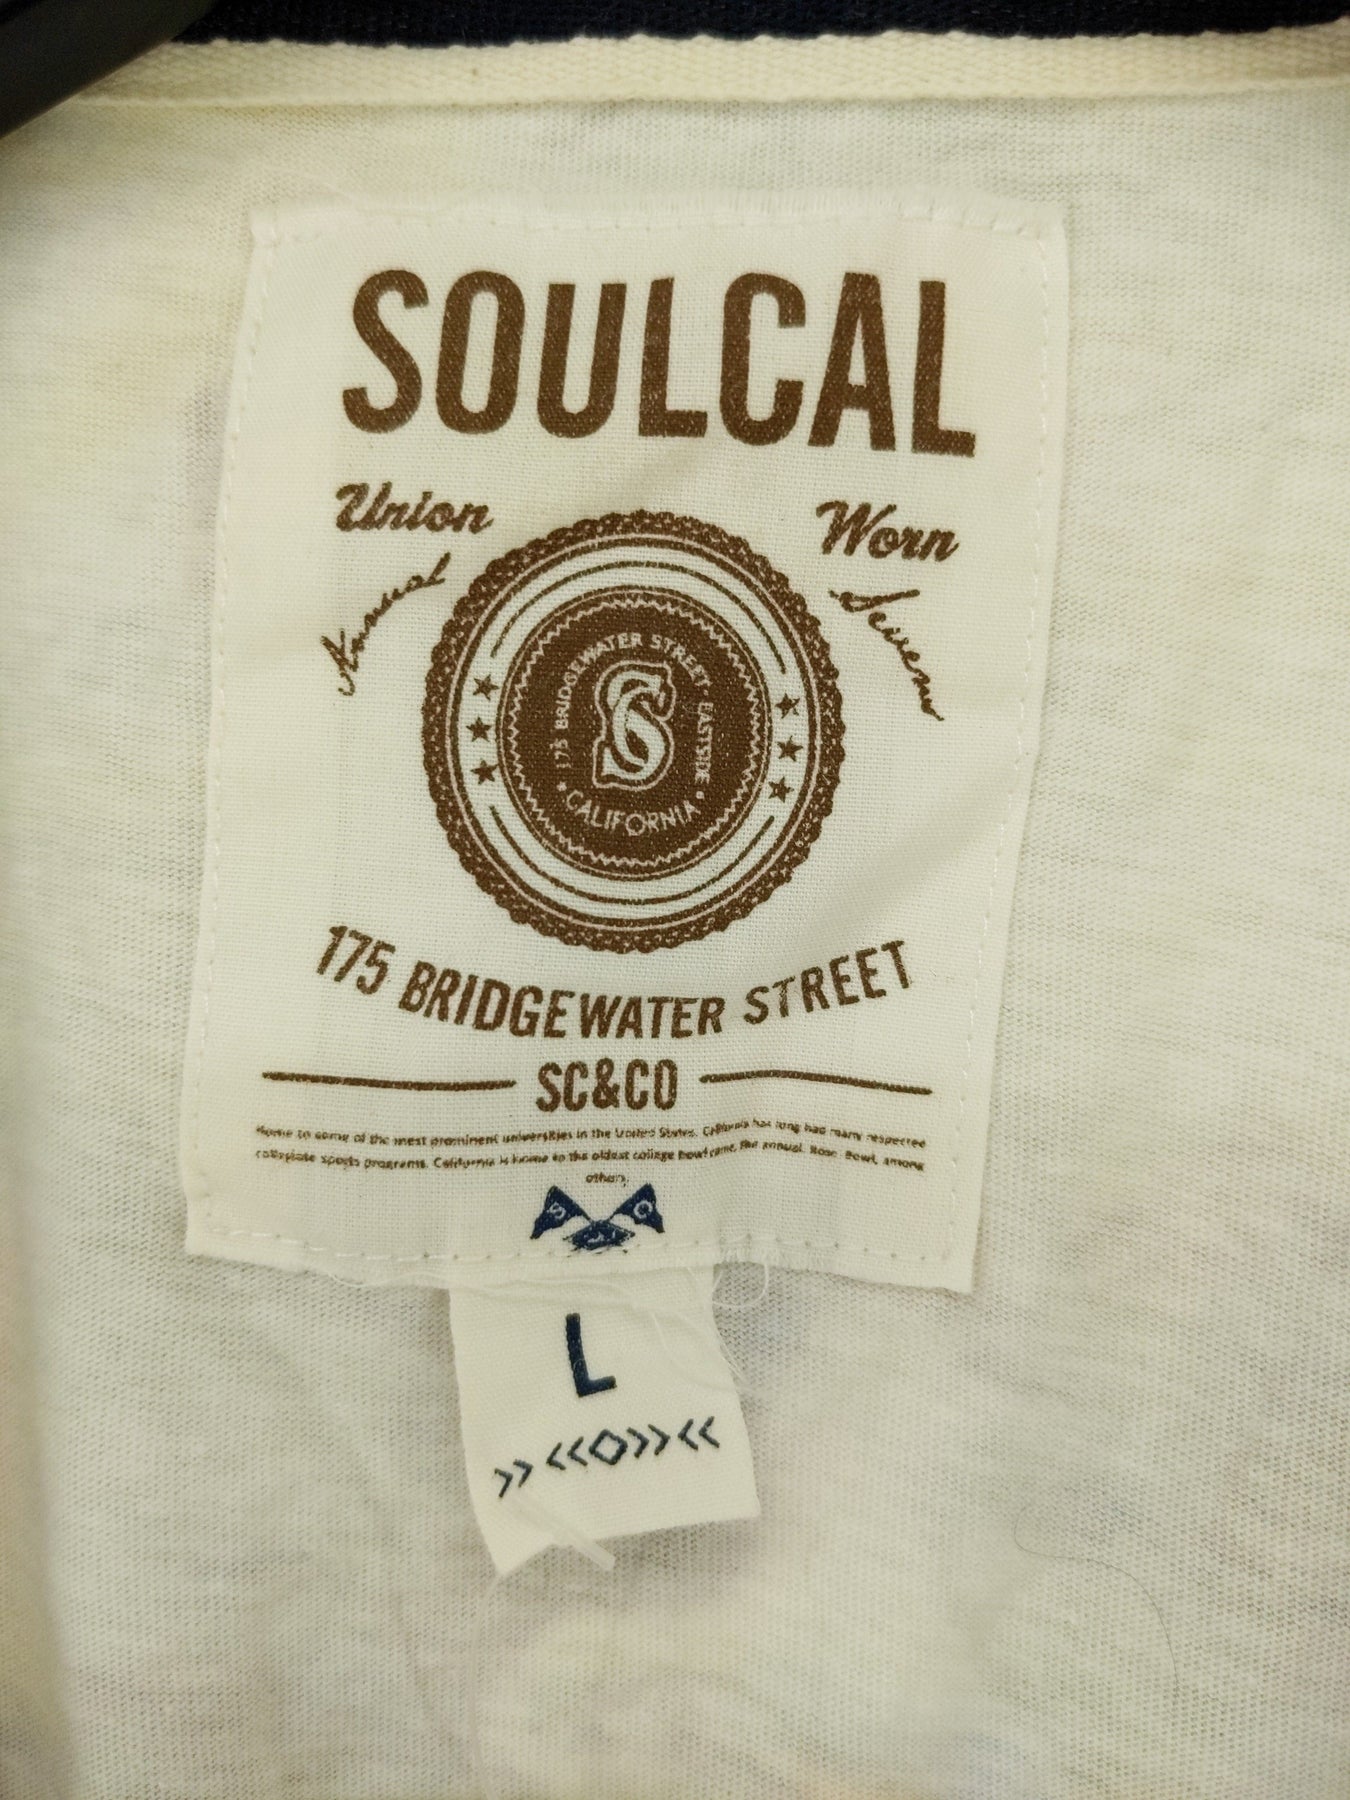 SOULCAL
Union Worn
Annual
175 BRIDGEWATER STREET · EASTSIDE
• CALIFORNIA •
SC
175 BRIDGEWATER STREET
SC&CO
Home to some of the most prominent universities in the United States. California has long had many respected
collegiate sports programs. California is home to the oldest college bowl game, the annual Rose Bowl, among
others.
S C
L
>> <<◇>> <<